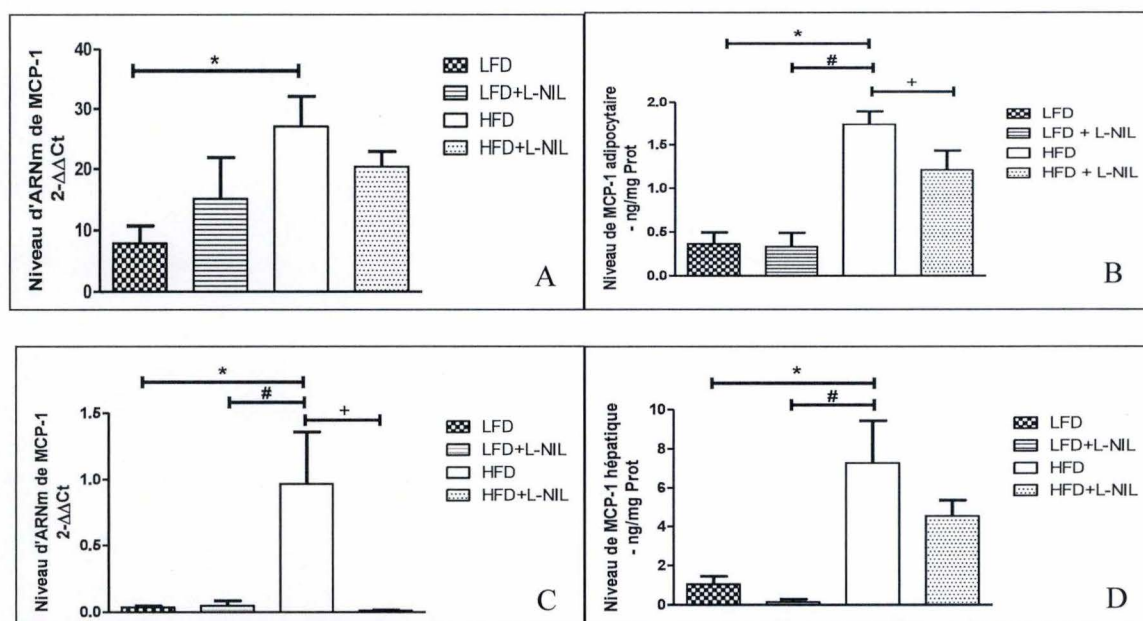 Niveau d'ARNm de MCP-1
2-ΔΔCt
40
30
20
10
0
*
LFD
LFD+L-NIL
HFD
HFD+L-NIL
A
Niveau de MCP-1 adipocytaire
- ng/mg Prot
2.0
1.5
1.0
0.5
0.0
*
#
+
LFD
LFD + L-NIL
HFD
HFD + L-NIL
B
Niveau d'ARNm de MCP-1
2-ΔΔCt
1.5
1.0
0.5
0.0
*
#
+
LFD
LFD+L-NIL
HFD
HFD+L-NIL
C
Niveau de MCP-1 hépatique
- ng/mg Prot
10
8
6
4
2
0
*
#
LFD
LFD+L-NIL
HFD
HFD+L-NIL
D